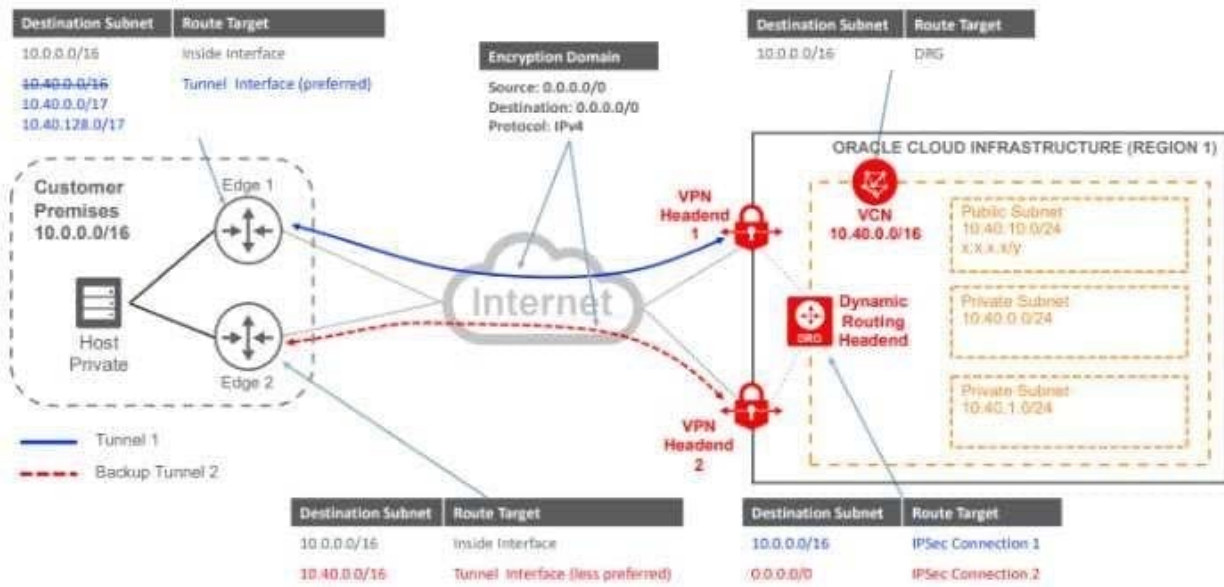 Destination Subnet Route Target
10.0.0.0/16 Inside Interface
10.40.0.0/16 Tunnel Interface (preferred)
10.40.0.0/17
10.40.128.0/17
Encryption Domain
Source: 0.0.0.0/0
Destination: 0.0.0.0/0
Protocol: IPv4
Destination Subnet Route Target
10.0.0.0/16 DRG
ORACLE CLOUD INFRASTRUCTURE (REGION 1)
Customer
Premises
10.0.0.0/16
Edge 1
Host
Private
Edge 2
Internet
VPN
Headend
1
VPN
Headend
2
VCN
10.40.0.0/16
DRG
Dynamic
Routing
Headend
Public Subnet
10.40.10.0/24
x.x.x.x/y
Private Subnet
10.40.0.0/24
Private Subnet
10.40.1.0/24
Tunnel 1
Backup Tunnel 2
Destination Subnet Route Target
10.0.0.0/16 Inside Interface
10.40.0.0/16 Tunnel Interface (less preferred)
Destination Subnet Route Target
10.0.0.0/16 IPSec Connection 1
0.0.0.0/0 IPSec Connection 2